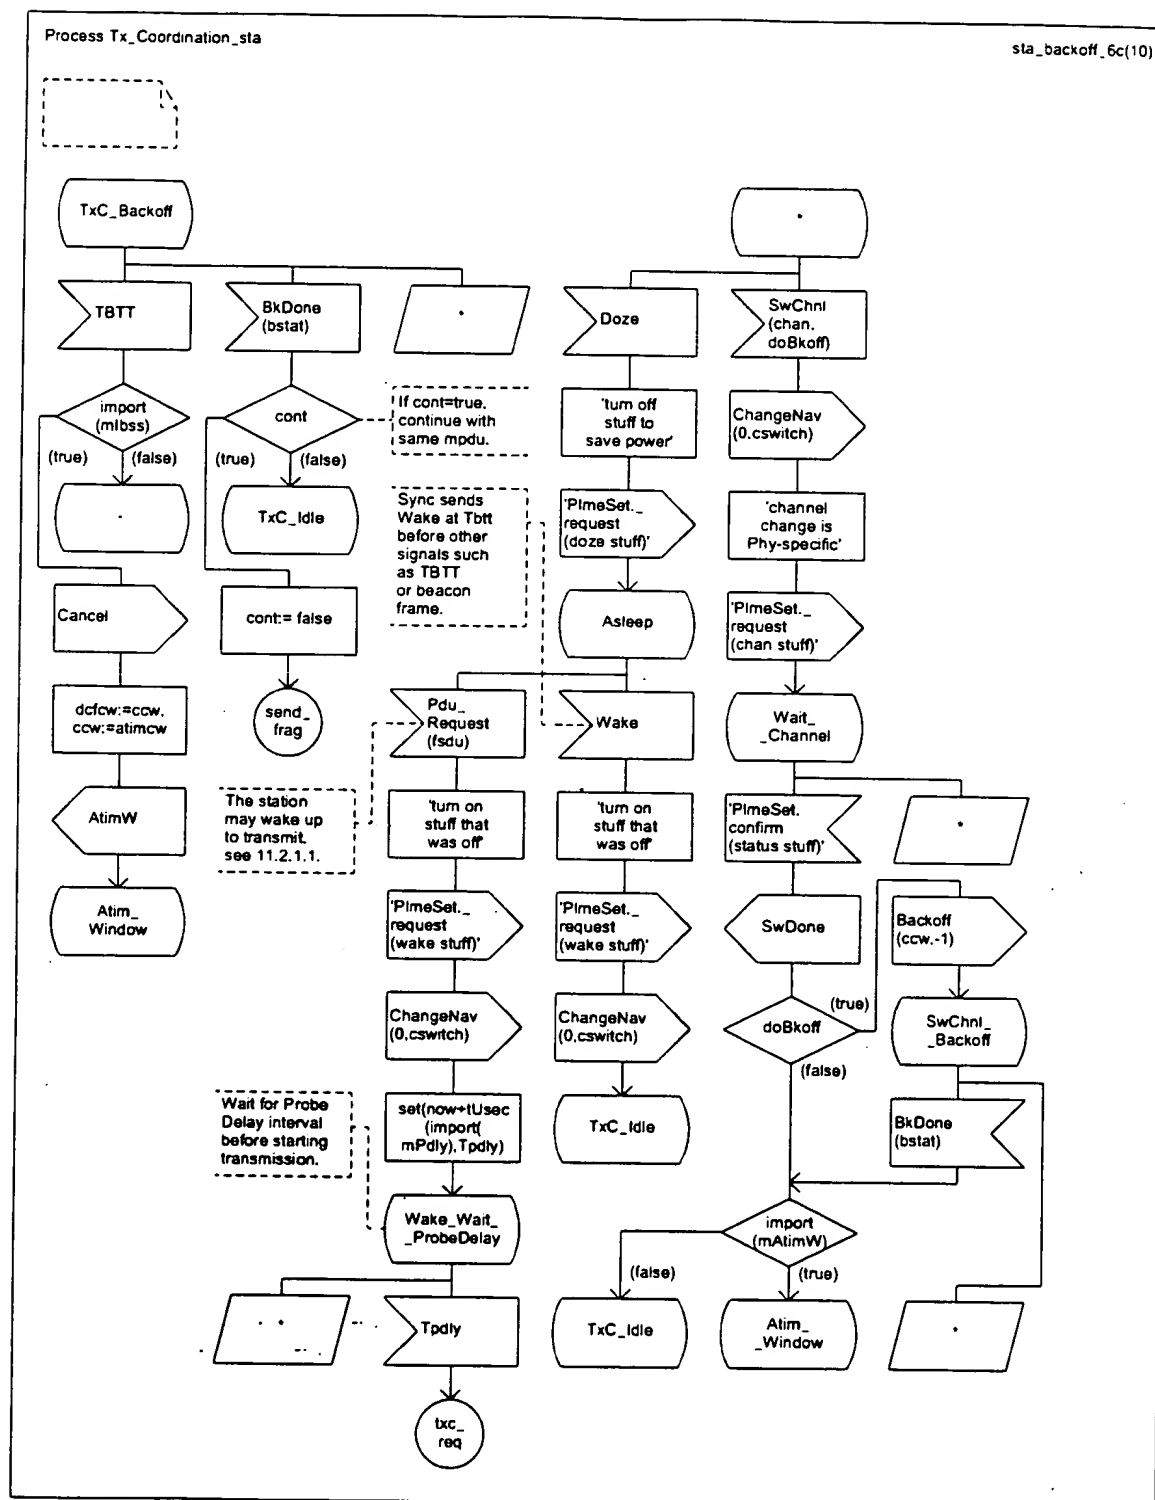 Process Tx_Coordination_sta
sta_backoff_6c(10)
TxC_Backoff
*
TBTT
BkDone
(bstat)
*
Doze
SwChnl
(chan,
doBkoff)
import
(mIbss)
(true)
(false)
-
Cancel
dcfcw:=ccw,
ccw:=atimcw
AtimW
Atim_
_Window
cont
(true)
(false)
If cont=true,
continue with
same mpdu.
TxC_Idle
cont:= false
send_
frag
'turn off
stuff to
save power'
'PlmeSet._
request
(doze stuff)'
Asleep
Sync sends
Wake at Tbtt
before other
signals such
as TBTT
or beacon
frame.
Pdu_
Request
(fsdu)
Wake
The station
may wake up
to transmit,
see 11.2.1.1.
'turn on
stuff that
was off'
'PlmeSet._
request
(wake stuff)'
ChangeNav
(0,cswitch)
set(now+tUsec
(import(
mPdly),Tpdly)
Wait for Probe
Delay interval
before starting
transmission.
Wake_Wait_
_ProbeDelay
*
Tpdly
txc_
req
'turn on
stuff that
was off'
'PlmeSet._
request
(wake stuff)'
ChangeNav
(0,cswitch)
TxC_Idle
ChangeNav
(0,cswitch)
'channel
change is
Phy-specific'
'PlmeSet._
request
(chan stuff)'
Wait_
_Channel
'PlmeSet.
confirm
(status stuff)'
*
SwDone
doBkoff
(true)
(false)
Backoff
(ccw,-1)
SwChnl_
_Backoff
BkDone
(bstat)
import
(mAtimW)
(false)
(true)
TxC_Idle
Atim_
_Window
*